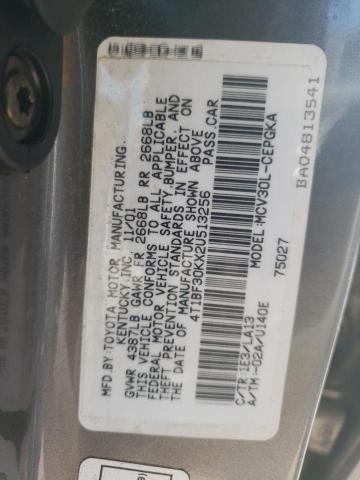 MFD.BY:TOYOTA MOTOR MANUFACTURING,
KENTUCKY,INC. 11/01
GVWR 4387LB GAWR FR 2668LB RR 2668LB
THIS VEHICLE CONFORMS TO ALL APPLICABLE
FEDERAL MOTOR VEHICLE SAFETY,BUMPER, AND
THEFT PREVENTION STANDARDS IN EFFECT ON
THE DATE OF MANUFACTURE SHOWN ABOVE
4T1BF30KX2U513256 PASS.CAR
MODEL:MCV30L-CEPGKA
75027
C/TR:1E3/LA13
A/TM:-02A/U140E
BA04813541